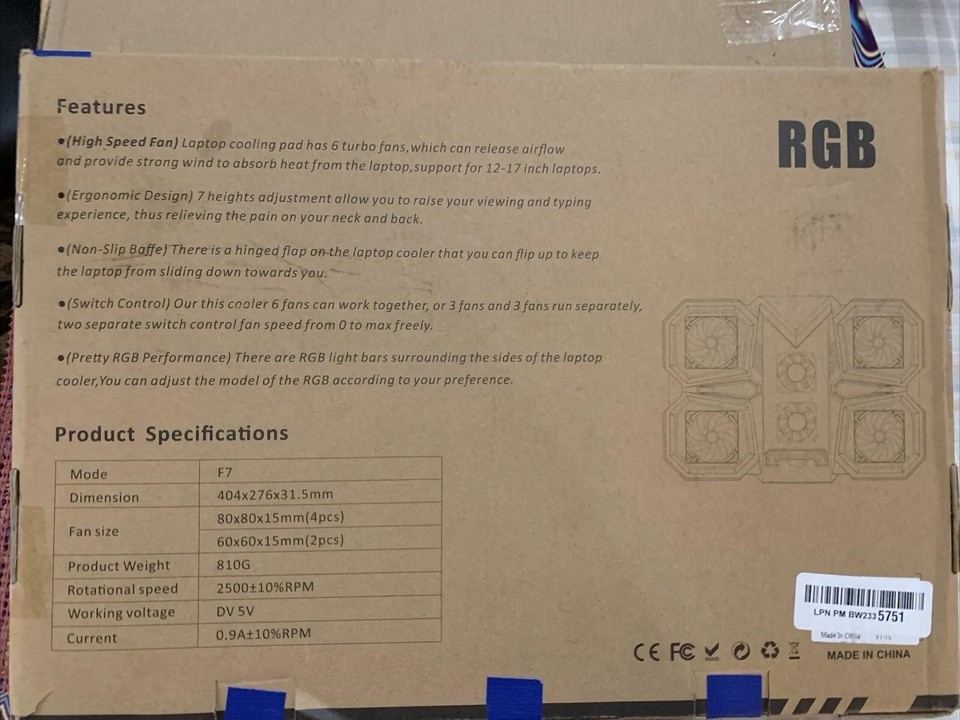 Features
•(High Speed Fan) Laptop cooling pad has 6 turbo fans,which can release airflow
and provide strong wind to absorb heat from the laptop,support for 12-17 inch laptops.
•(Ergonomic Design) 7 heights adjustment allow you to raise your viewing and typing
experience, thus relieving the pain on your neck and back.
•(Non-Slip Baffe) There is a hinged flap on the laptop cooler that you can flip up to keep
the laptop from sliding down towards you.
•(Switch Control) Our this cooler 6 fans can work together, or 3 fans and 3 fans run separately,
two separate switch control fan speed from 0 to max freely.
•(Pretty RGB Performance) There are RGB light bars surrounding the sides of the laptop
cooler,You can adjust the model of the RGB according to your preference.
RGB
Product Specifications
Mode F7
Dimension 404x276x31.5mm
Fan size 80x80x15mm(4pcs)
60x60x15mm(2pcs)
Product Weight 810G
Rotational speed 2500±10%RPM
Working voltage DV 5V
Current 0.9A±10%RPM
LPN PM BW2335751
Made In China
CE FC MADE IN CHINA